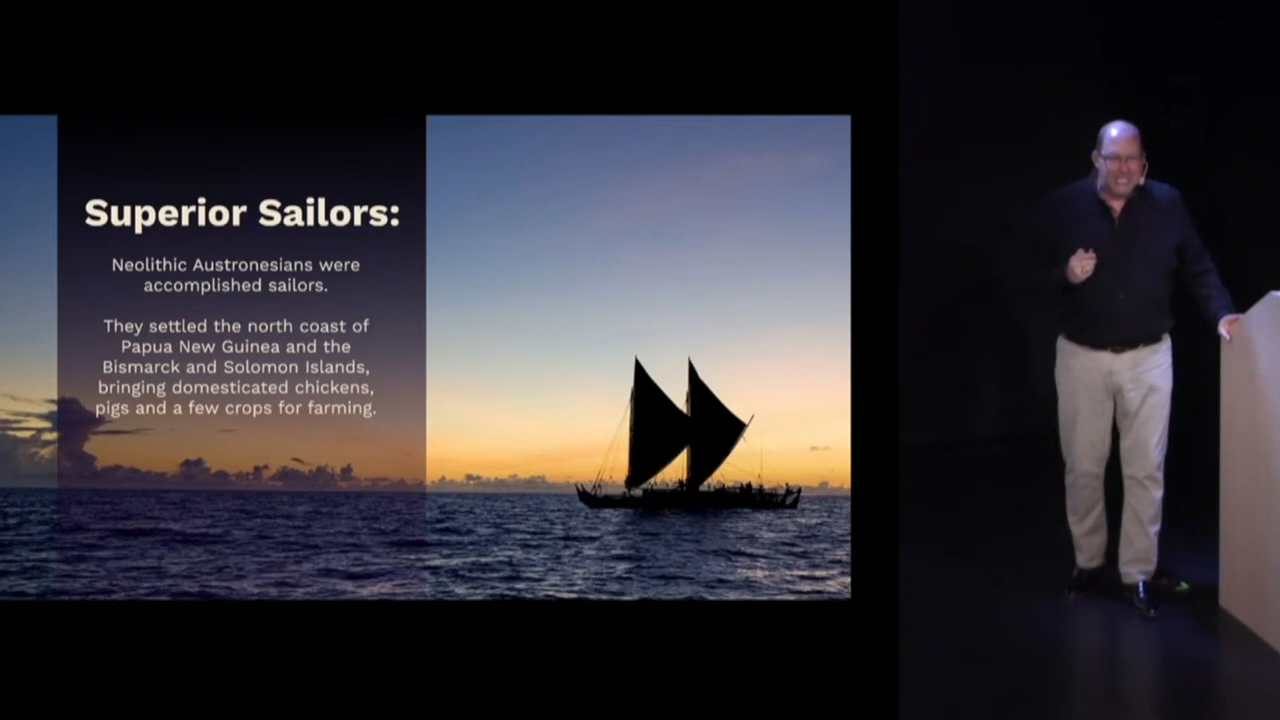 Superior Sailors:
Neolithic Austronesians were
accomplished sailors.
They settled the north coast of
Papua New Guinea and the
Bismarck and Solomon Islands,
bringing domesticated chickens,
pigs and a few crops for farming.